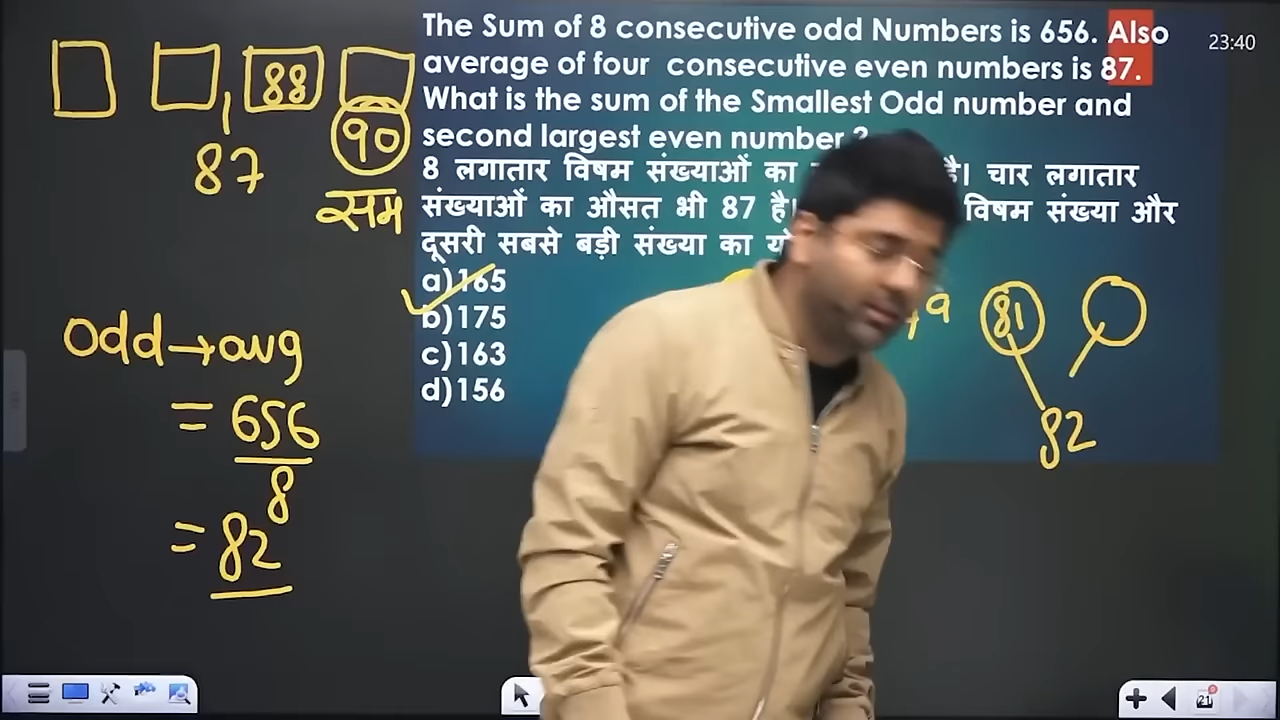 The Sum of 8 consecutive odd Numbers is 656. Also
average of four consecutive even numbers is 87.
What is the sum of the Smallest Odd number and
second largest even number ?
8 लगातार विषम संख्याओं का है। चार लगातार
संख्याओं का औसत भी 87 है। विषम संख्या और
दूसरी सबसे बड़ी संख्या का
a)165
b)175
c)163
d)156
23:40
88
90
87
सम
odd→avg
= 656
8
= 82
81
82
21